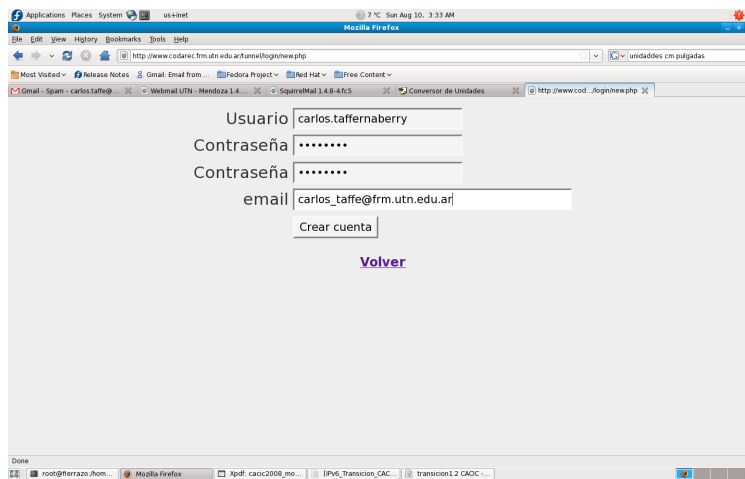 Applications Places System us+inet 7 °C Sun Aug 10, 3:33 AM
Mozilla Firefox
File Edit View History Bookmarks Tools Help
http://www.codarec.frm.utn.edu.ar/tunnel/login/new.php unidaddes cm pulgadas
Most Visited Release Notes Gmail: Email from ... Fedora Project Red Hat Free Content
Gmail - Spam - carlos.taffe@... Webmail UTN - Mendoza 1.4.... SquirrelMail 1.4.8-4.fc5 Conversor de Unidades http://www.cod.../login/new.php
Usuario carlos.taffernaberry
Contraseña ••••••••
Contraseña ••••••••
email carlos_taffe@frm.utn.edu.ar
Crear cuenta
Volver
Done
root@fierrazo:/hom... Mozilla Firefox Xpdf: cacic2008_mo... [IPv6_Transicion_CAC... transicion1.2 CACIC -...